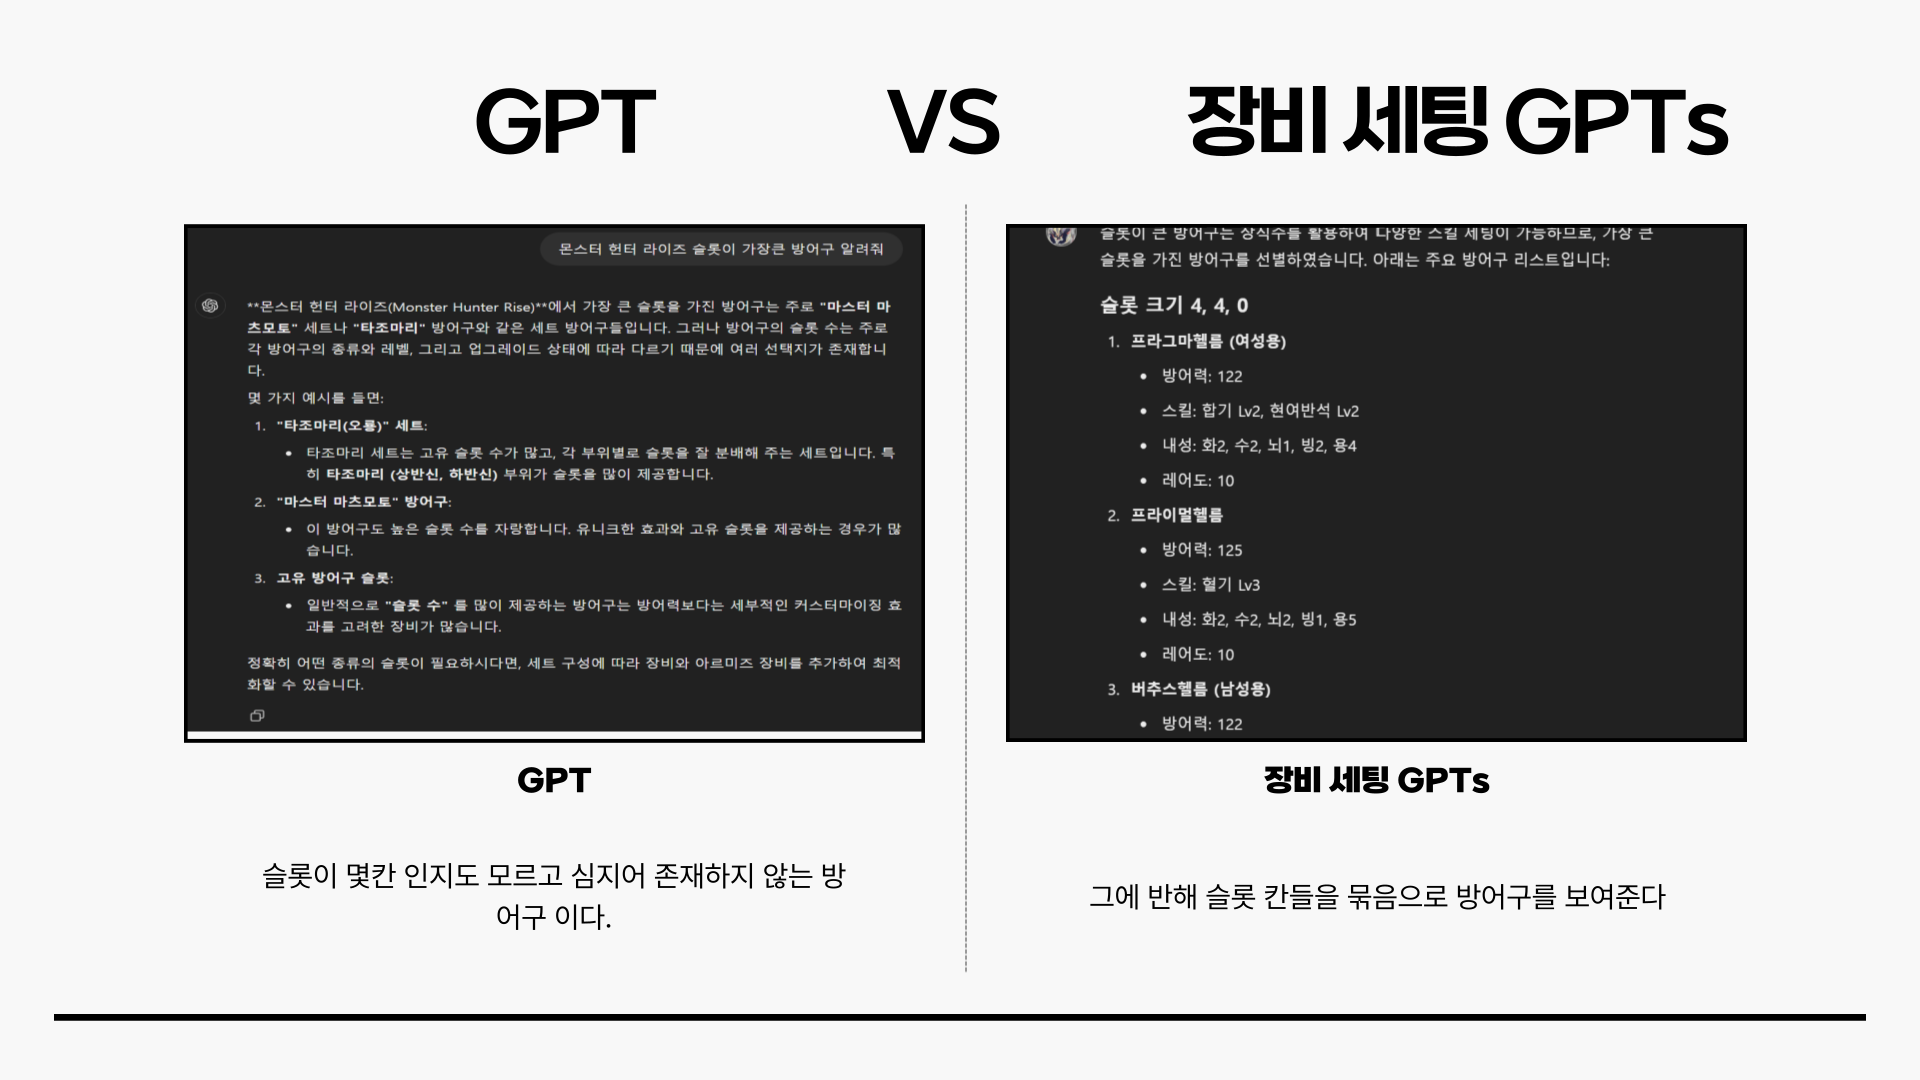 GPT VS 장비 세팅 GPTs
몬스터 헌터 라이즈 슬롯이 가장큰 방어구 알려줘
**몬스터 헌터 라이즈(Monster Hunter Rise)**에서 가장 큰 슬롯을 가진 방어구는 주로 "마스터 마
츠모토" 세트나 "타조마리" 방어구와 같은 세트 방어구들입니다. 그러나 방어구의 슬롯 수는 주로
각 방어구의 종류와 레벨, 그리고 업그레이드 상태에 따라 다르기 때문에 여러 선택지가 존재합니
다.
몇 가지 예시를 들면:
1. "타조마리(오룡)" 세트:
• 타조마리 세트는 고유 슬롯 수가 많고, 각 부위별로 슬롯을 잘 분배해 주는 세트입니다. 특
히 타조마리 (상반신, 하반신) 부위가 슬롯을 많이 제공합니다.
2. "마스터 마츠모토" 방어구:
• 이 방어구도 높은 슬롯 수를 자랑합니다. 유니크한 효과와 고유 슬롯을 제공하는 경우가 많
습니다.
3. 고유 방어구 슬롯:
• 일반적으로 "슬롯 수" 를 많이 제공하는 방어구는 방어력보다는 세부적인 커스터마이징 효
과를 고려한 장비가 많습니다.
정확히 어떤 종류의 슬롯이 필요하시다면, 세트 구성에 따라 장비와 아르미즈 장비를 추가하여 최적
화할 수 있습니다.
GPT
슬롯이 몇칸 인지도 모르고 심지어 존재하지 않는 방
어구 이다.
슬롯이 큰 방어구는 장식주를 활용하여 다양한 스킬 세팅이 가능하므로, 가장 큰
슬롯을 가진 방어구를 선별하였습니다. 아래는 주요 방어구 리스트입니다:
슬롯 크기 4, 4, 0
1. 프라그마헬름 (여성용)
• 방어력: 122
• 스킬: 합기 Lv2, 현여반석 Lv2
• 내성: 화2, 수2, 뇌1, 빙2, 용4
• 레어도: 10
2. 프라이멀헬름
• 방어력: 125
• 스킬: 혈기 Lv3
• 내성: 화2, 수2, 뇌2, 빙1, 용5
• 레어도: 10
3. 버추스헬름 (남성용)
• 방어력: 122
장비 세팅 GPTs
그에 반해 슬롯 칸들을 묶음으로 방어구를 보여준다